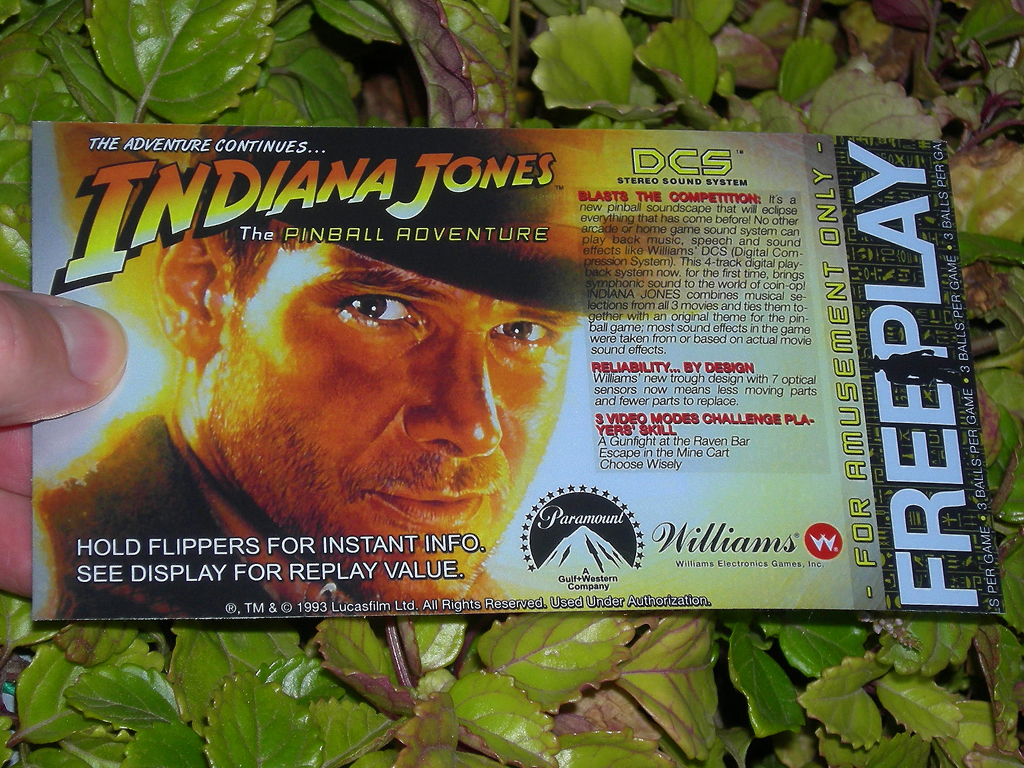 THE ADVENTURE CONTINUES...
INDIANA JONES™
The PINBALL ADVENTURE
DCS™
STEREO SOUND SYSTEM
BLASTS THE COMPETITION: It's a
new pinball soundscape that will eclipse
everything that has come before! No other
arcade or home game sound system can
play back music, speech and sound
effects like Williams' DCS (Digital Com-
pression System). This 4-track digital play-
back system now, for the first time, brings
symphonic sound to the world of coin-op!
INDIANA JONES combines musical se-
lections from all 3 movies and ties them to-
gether with an original theme for the pin-
ball game; most sound effects in the game
were taken from or based on actual movie
sound effects.
RELIABILITY... BY DESIGN
Williams' new trough design with 7 optical
sensors now means less moving parts
and fewer parts to replace.
3 VIDEO MODES CHALLENGE PLA-
YERS' SKILL
A Gunfight at the Raven Bar
Escape in the Mine Cart
Choose Wisely
HOLD FLIPPERS FOR INSTANT INFO.
SEE DISPLAY FOR REPLAY VALUE.
Paramount
A
Gulf+Western
Company
Williams®
Williams Electronics Games, Inc.
®, TM & © 1993 Lucasfilm Ltd. All Rights Reserved. Used Under Authorization.
- FOR AMUSEMENT ONLY -
FREEPLAY
S PER GAME • 3 BALLS PER GAME • 3 BALLS PER GAME • 3 BALLS PER GA